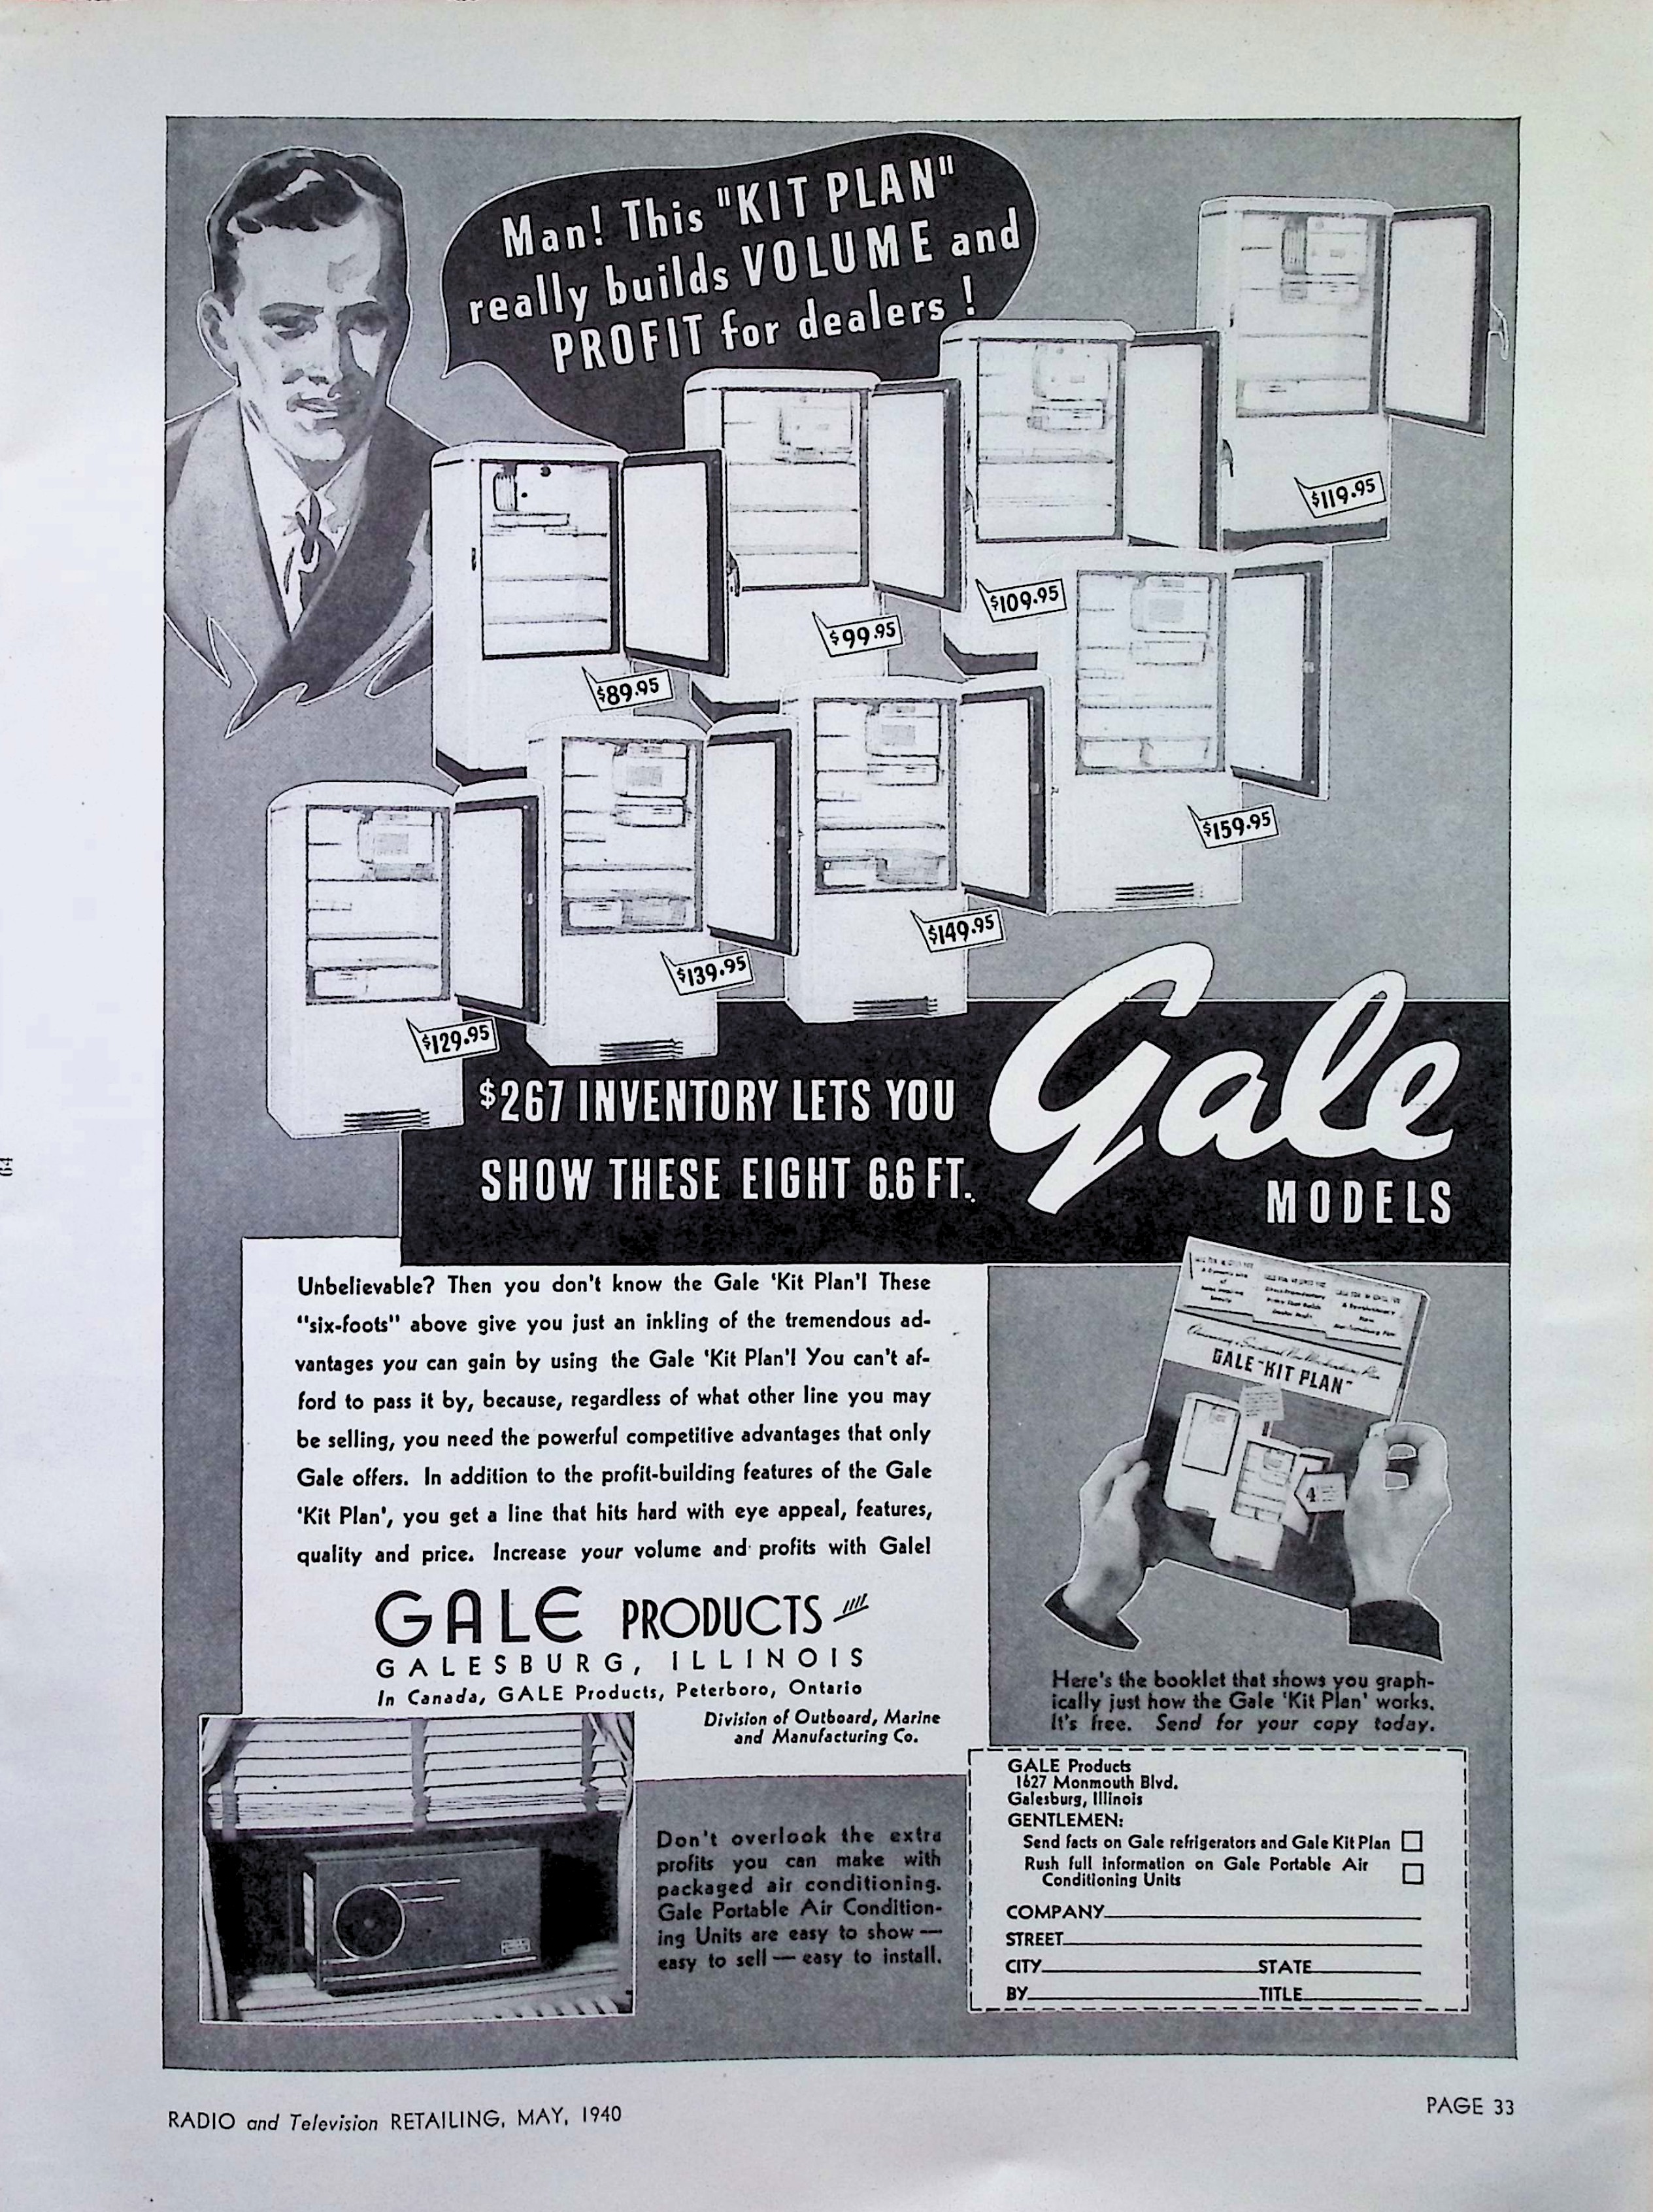 Man! This "KIT PLAN"
really builds VOLUME and
PROFIT for dealers !
$119.95
$109.95
$99.95
$89.95
$159.95
$149.95
$139.95
$129.95
$267 INVENTORY LETS YOU
SHOW THESE EIGHT 6.6 FT.
Gale
MODELS
Unbelievable? Then you don't know the Gale 'Kit Plan'! These
"six-foots" above give you just an inkling of the tremendous ad-
vantages you can gain by using the Gale 'Kit Plan'! You can't af-
ford to pass it by, because, regardless of what other line you may
be selling, you need the powerful competitive advantages that only
Gale offers. In addition to the profit-building features of the Gale
'Kit Plan', you get a line that hits hard with eye appeal, features,
quality and price. Increase your volume and profits with Gale!
GALE PRODUCTS
GALESBURG, ILLINOIS
In Canada, GALE Products, Peterboro, Ontario
Division of Outboard, Marine
and Manufacturing Co.
GALE "KIT PLAN"
4
Here's the booklet that shows you graph-
ically just how the Gale 'Kit Plan' works.
It's free. Send for your copy today.
Don't overlook the extra
profits you can make with
packaged air conditioning.
Gale Portable Air Condition-
ing Units are easy to show —
easy to sell — easy to install.
GALE Products
1627 Monmouth Blvd.
Galesburg, Illinois
GENTLEMEN:
Send facts on Gale refrigerators and Gale Kit Plan
Rush full information on Gale Portable Air
Conditioning Units
COMPANY
STREET
CITY STATE
BY TITLE
RADIO and Television RETAILING, MAY, 1940
PAGE 33
64